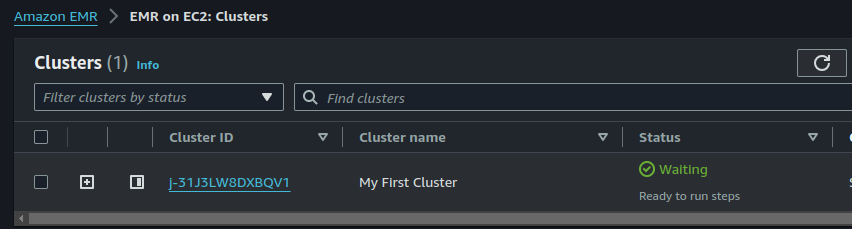 Amazon EMR > EMR on EC2: Clusters
Clusters (1) Info
Filter clusters by status Find clusters
Cluster ID Cluster name Status
j-31J3LW8DXBQV1 My First Cluster Waiting
Ready to run steps